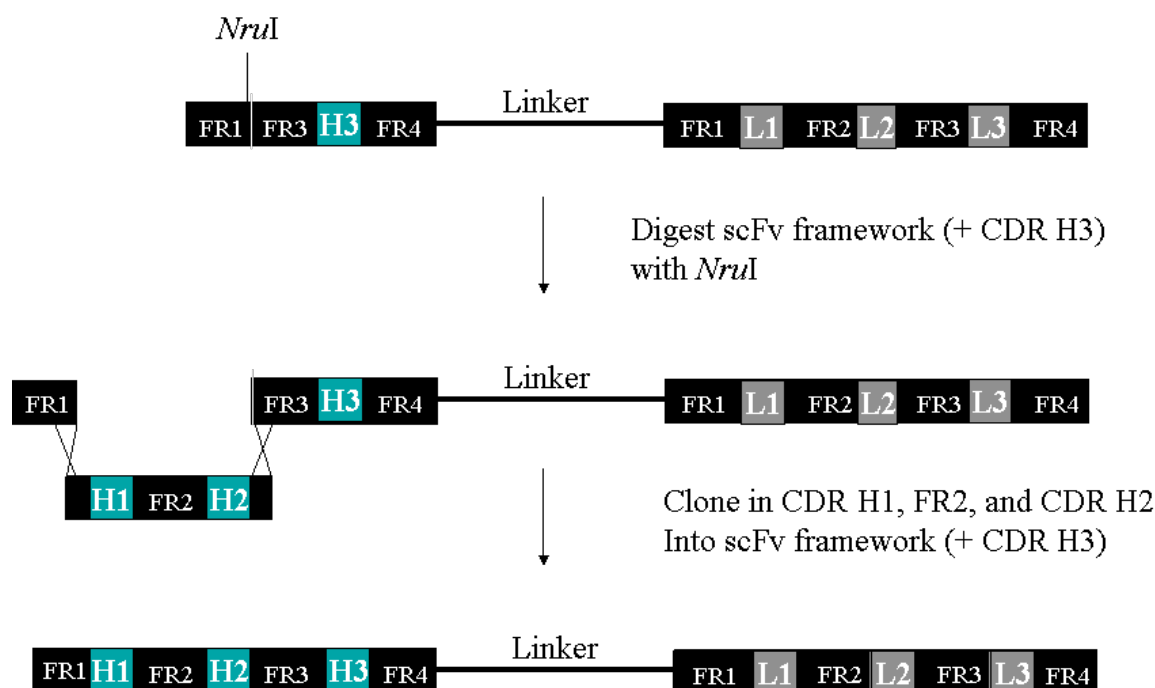 NruI
Linker
FR1 FR3 H3 FR4 FR1 L1 FR2 L2 FR3 L3 FR4
Digest scFv framework (+ CDR H3)
with NruI
Linker
FR1 FR3 H3 FR4 FR1 L1 FR2 L2 FR3 L3 FR4
H1 FR2 H2
Clone in CDR H1, FR2, and CDR H2
Into scFv framework (+ CDR H3)
Linker
FR1 H1 FR2 H2 FR3 H3 FR4 FR1 L1 FR2 L2 FR3 L3 FR4